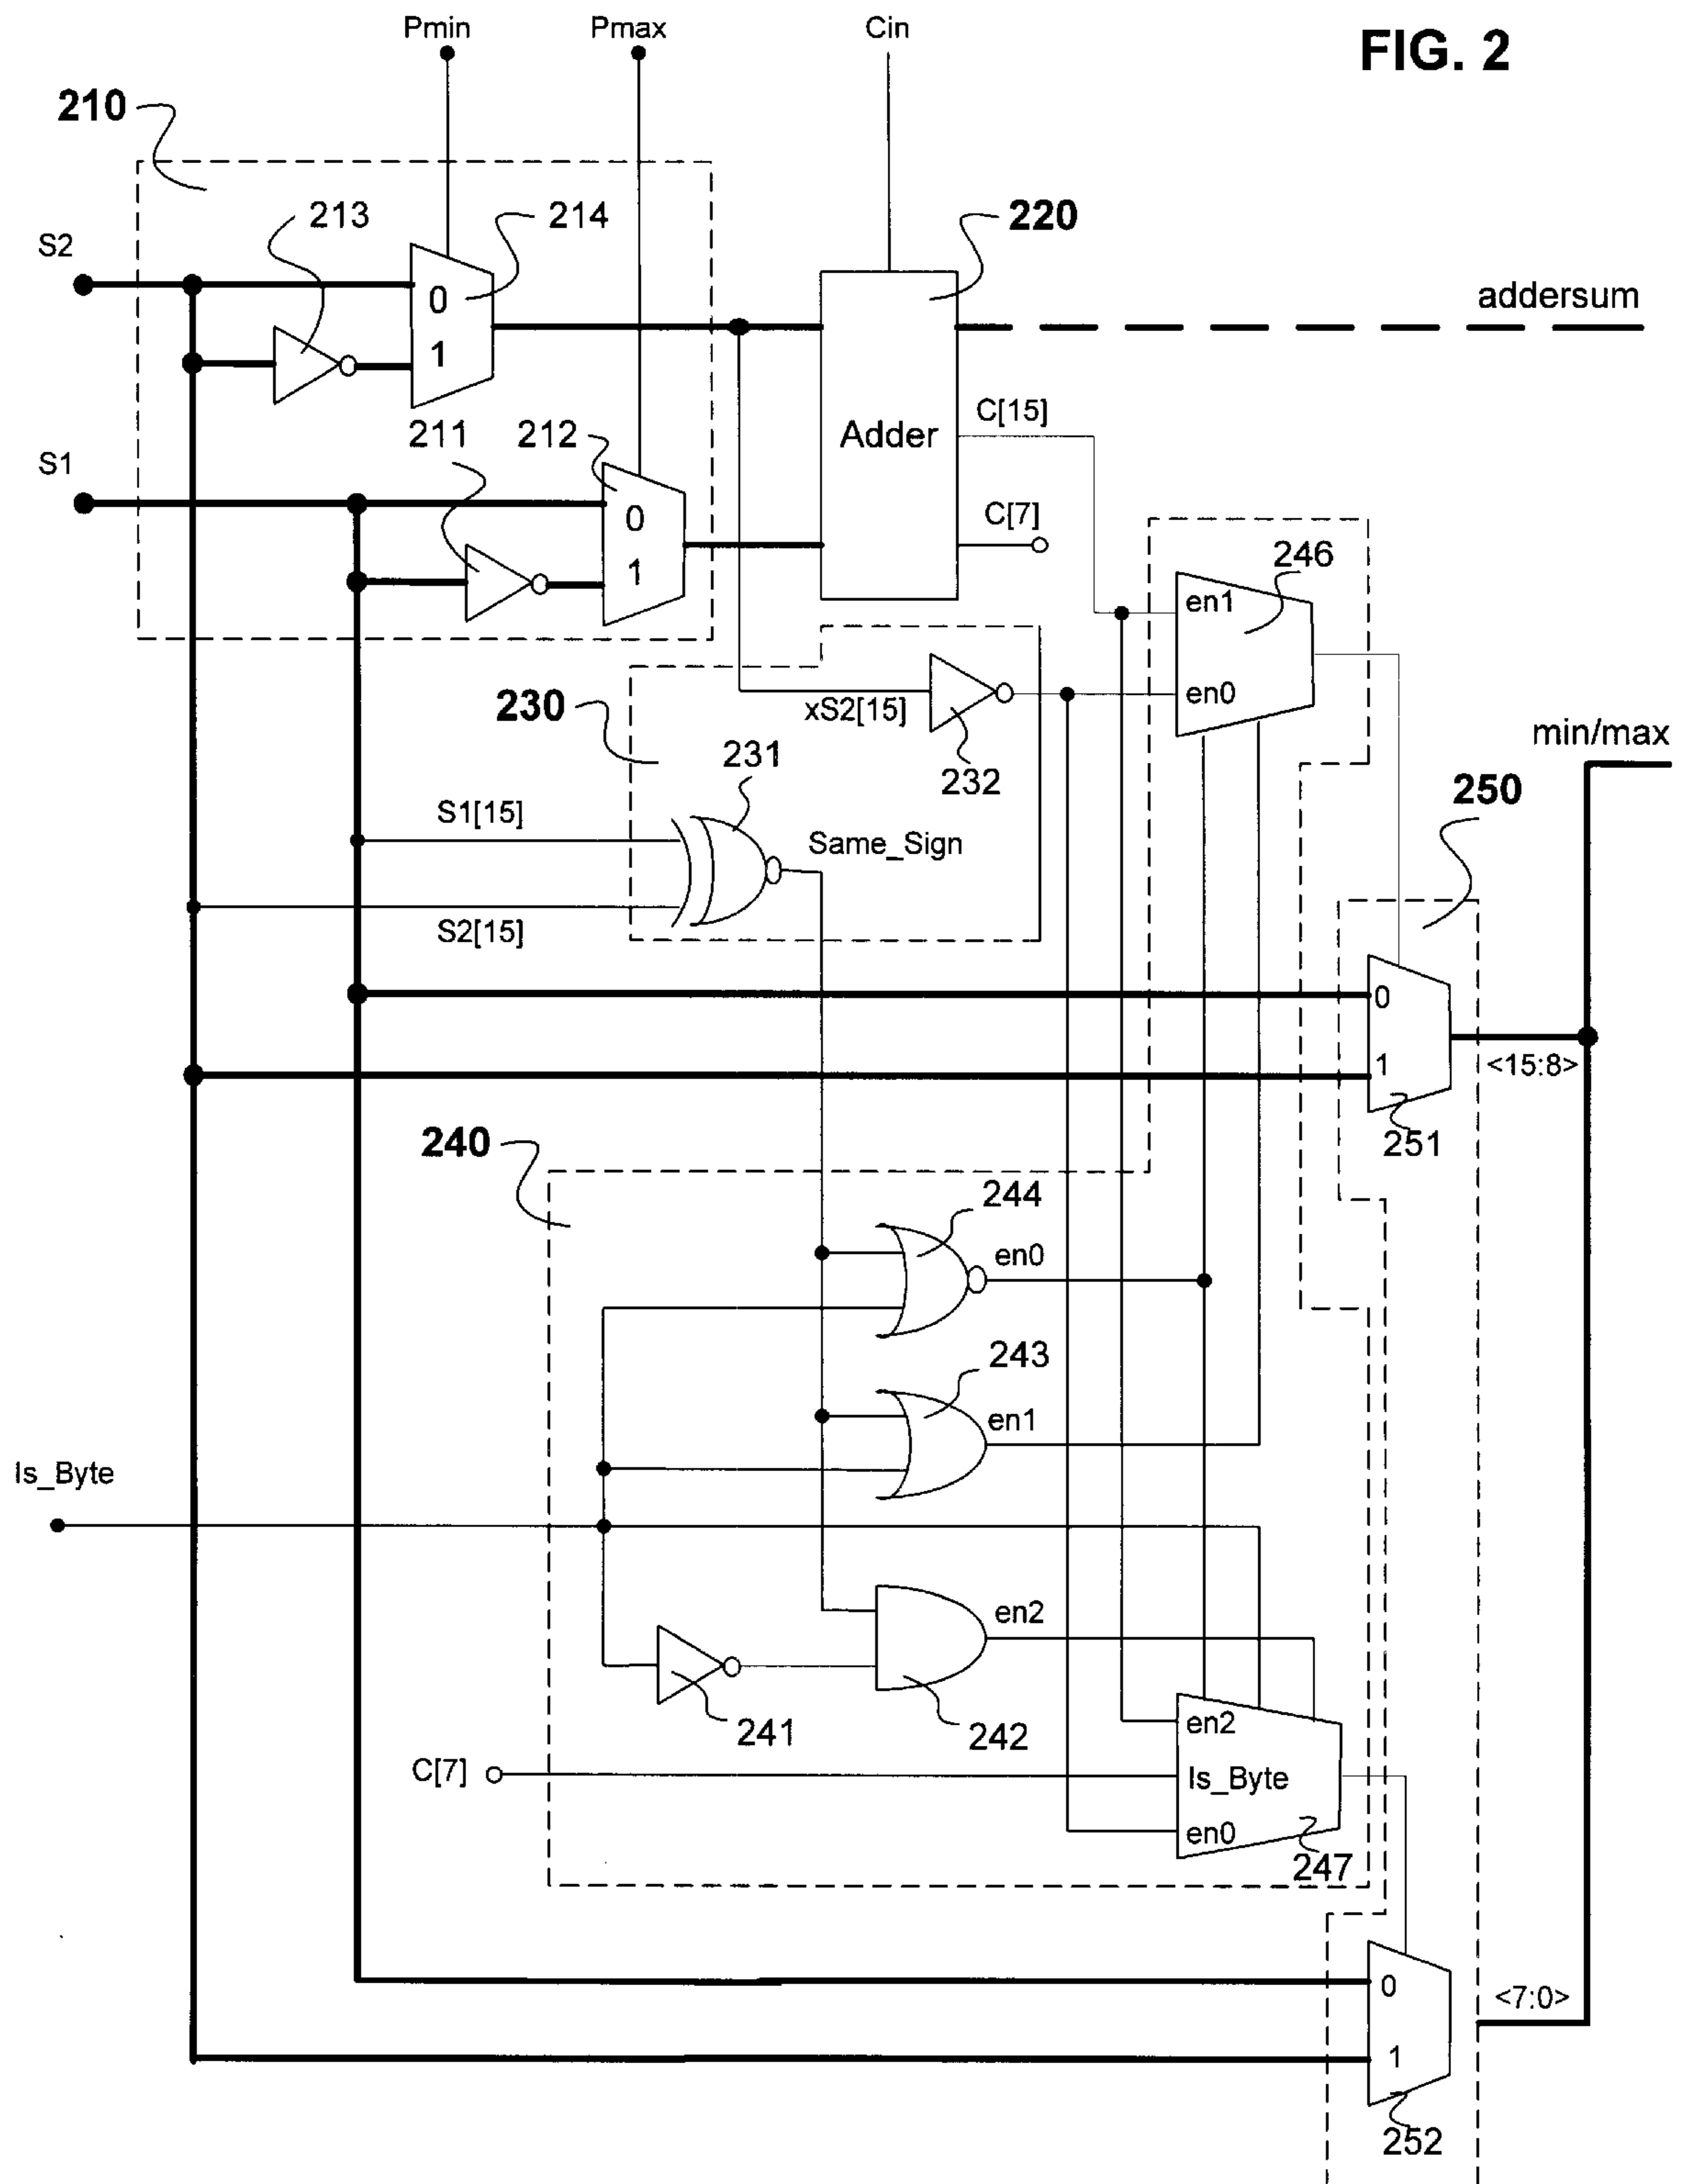 Pmin
Pmax
Cin
FIG. 2
210
213
214
220
S2
0
1
addersum
211
212
C[15]
Adder
S1
0
1
C[7]
246
en1
en0
230
xS2[15]
232
231
min/max
250
S1[15]
Same_Sign
S2[15]
0
1
<15:8>
251
240
244
en0
243
en1
Is_Byte
en2
241
242
en2
C[7]
Is_Byte
en0
247
0
<7:0>
1
252